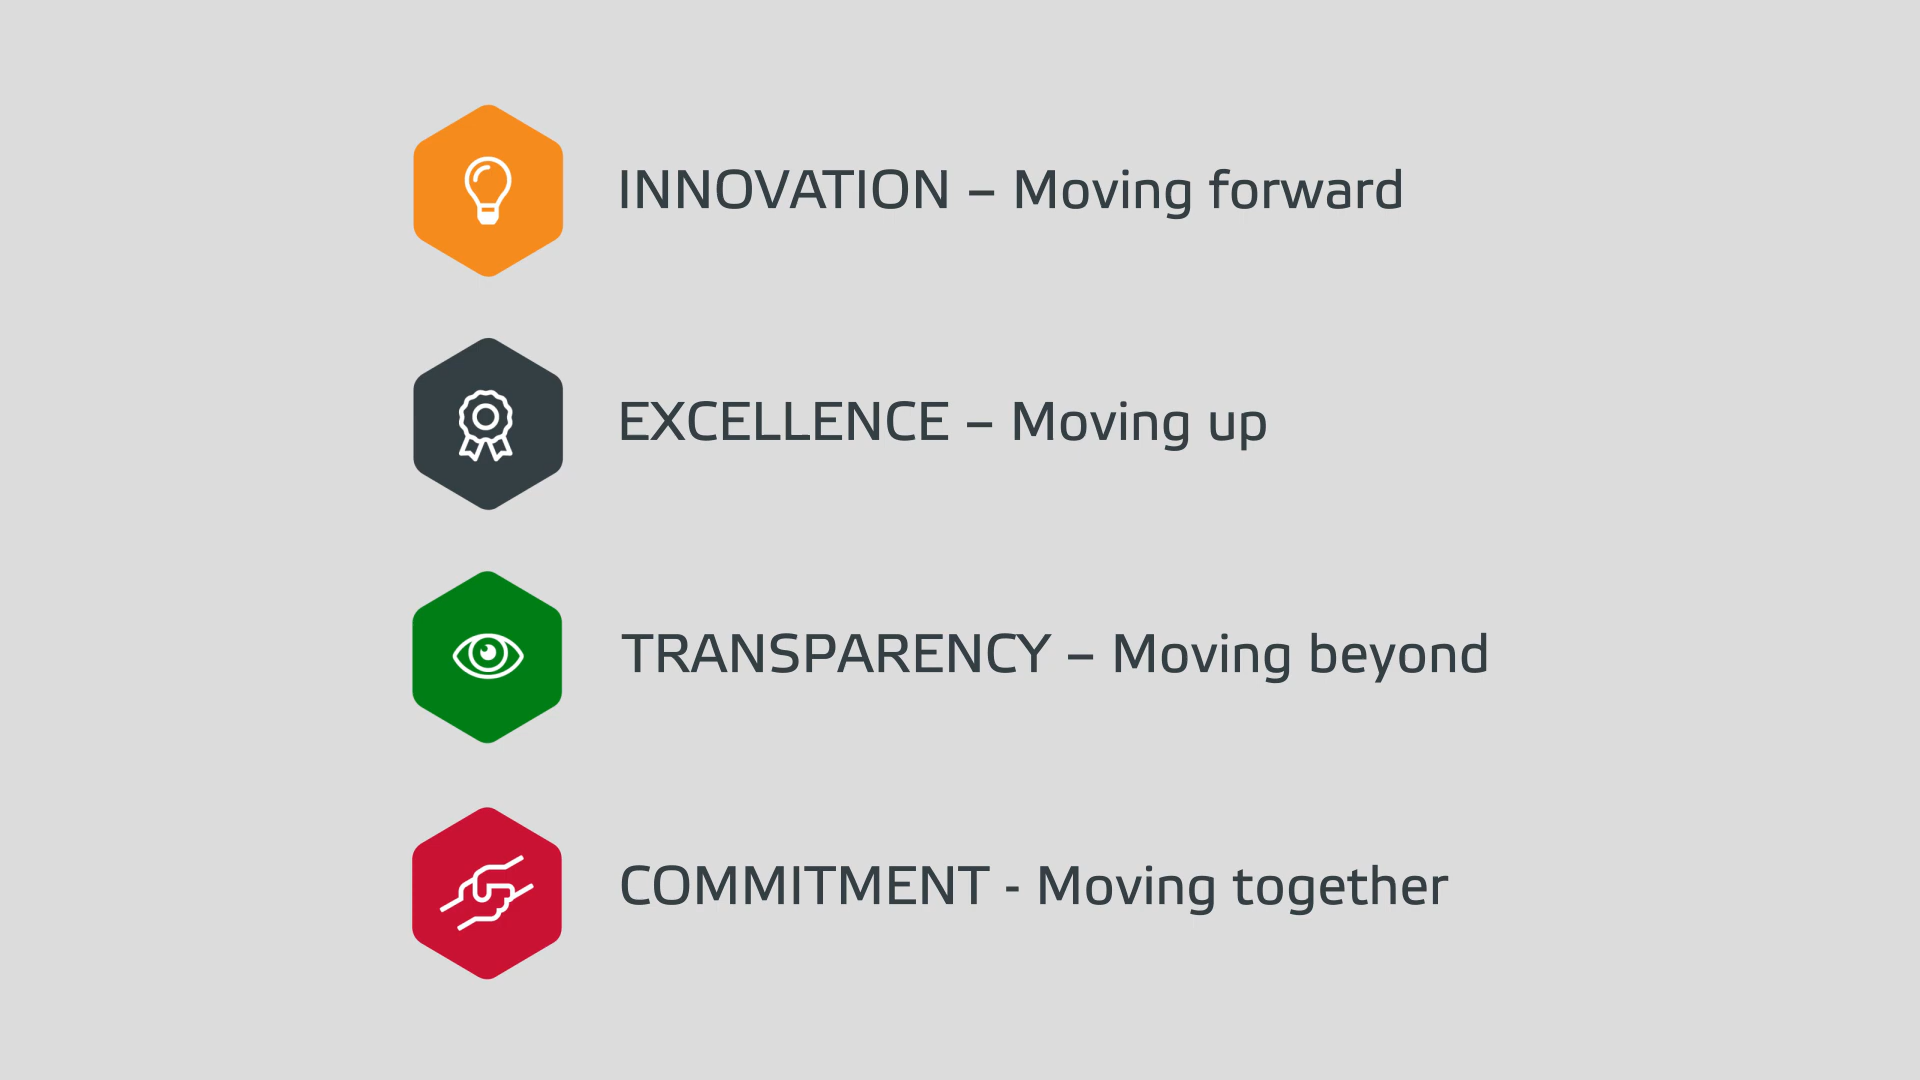 INNOVATION – Moving forward
EXCELLENCE – Moving up
TRANSPARENCY – Moving beyond
COMMITMENT - Moving together